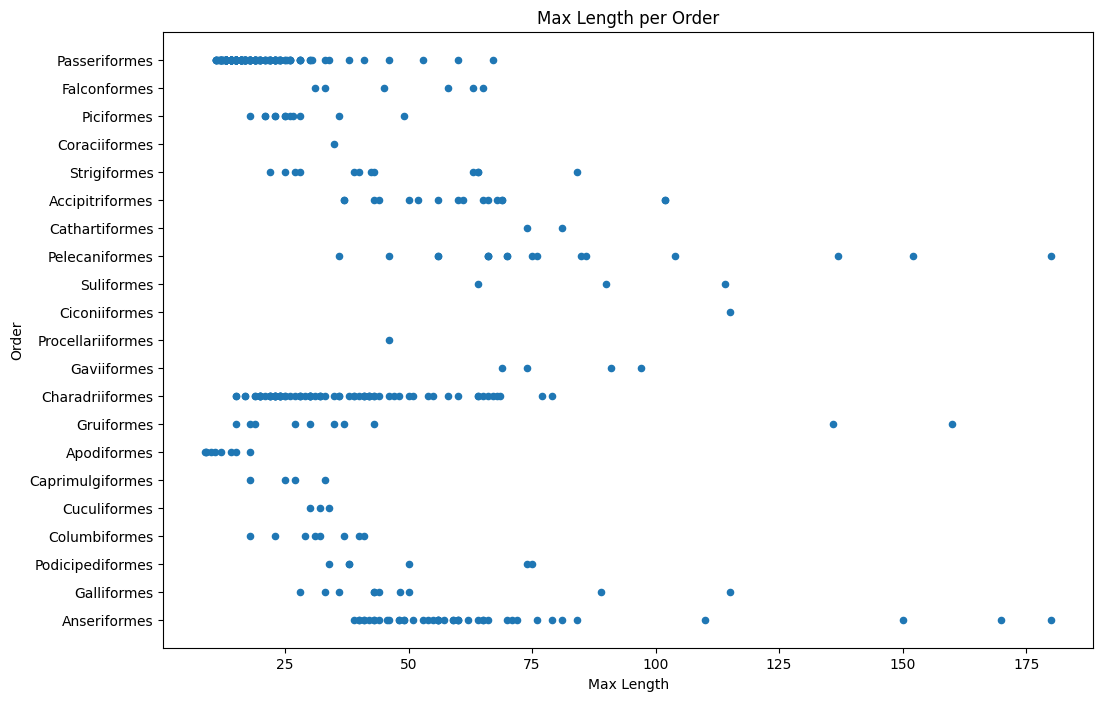 Max Length per Order
Order
Passeriformes
Falconformes
Piciformes
Coraciiformes
Strigiformes
Accipitriformes
Cathartiformes
Pelecaniformes
Suliformes
Ciconiiformes
Procellariiformes
Gaviiformes
Charadriiformes
Gruiformes
Apodiformes
Caprimulgiformes
Cuculiformes
Columbiformes
Podicipediformes
Galliformes
Anseriformes
25 50 75 100 125 150 175
Max Length